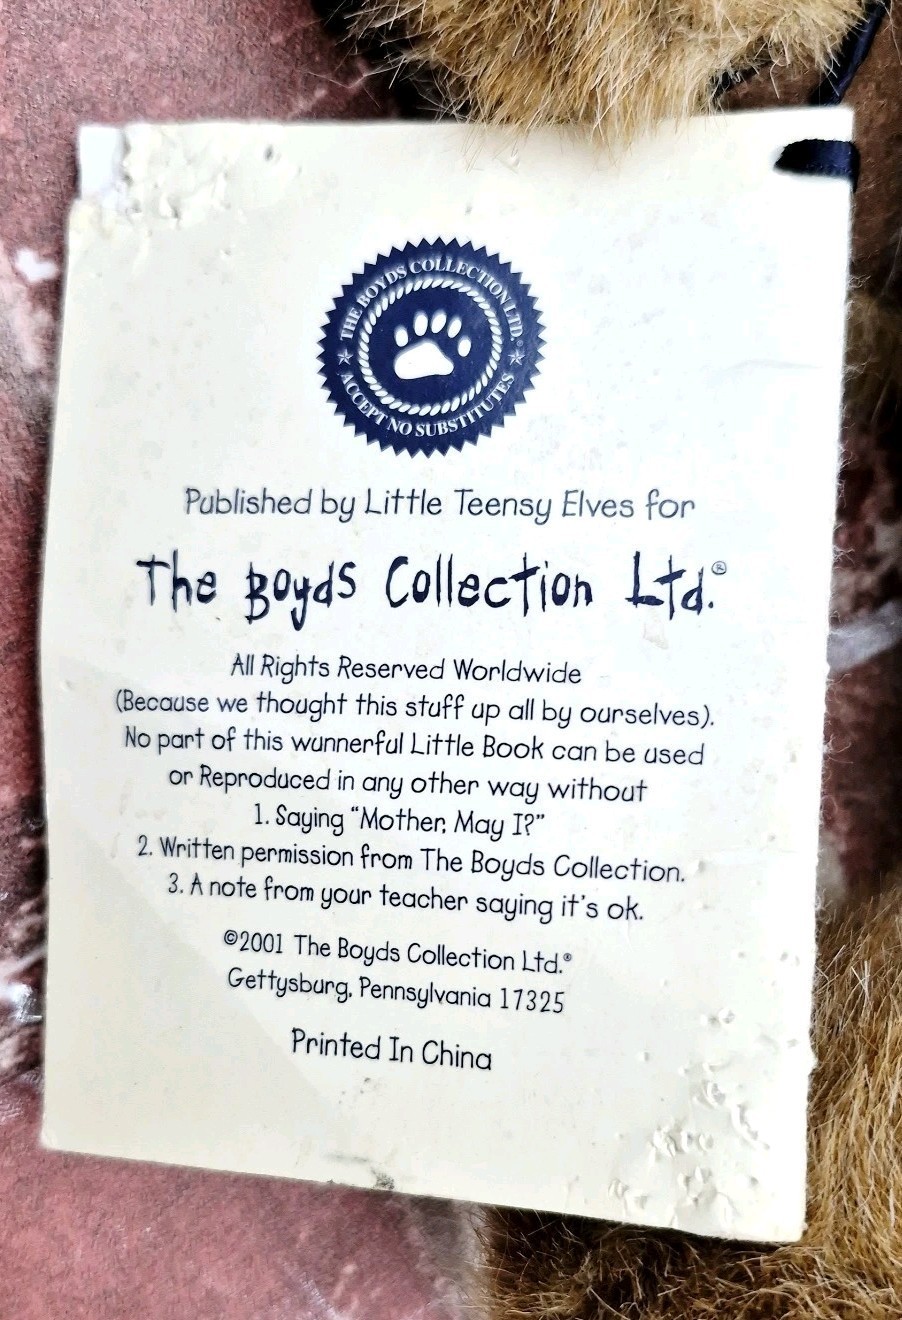 THE BOYDS COLLECTION LTD.®
ACCEPT NO SUBSTITUTES
Published by Little Teensy Elves for
The Boyds Collection Ltd.®
All Rights Reserved Worldwide
(Because we thought this stuff up all by ourselves).
No part of this wunnerful Little Book can be used
or Reproduced in any other way without
1. Saying "Mother, May I?"
2. Written permission from The Boyds Collection.
3. A note from your teacher saying it's ok.
©2001 The Boyds Collection Ltd.®
Gettysburg, Pennsylvania 17325
Printed In China